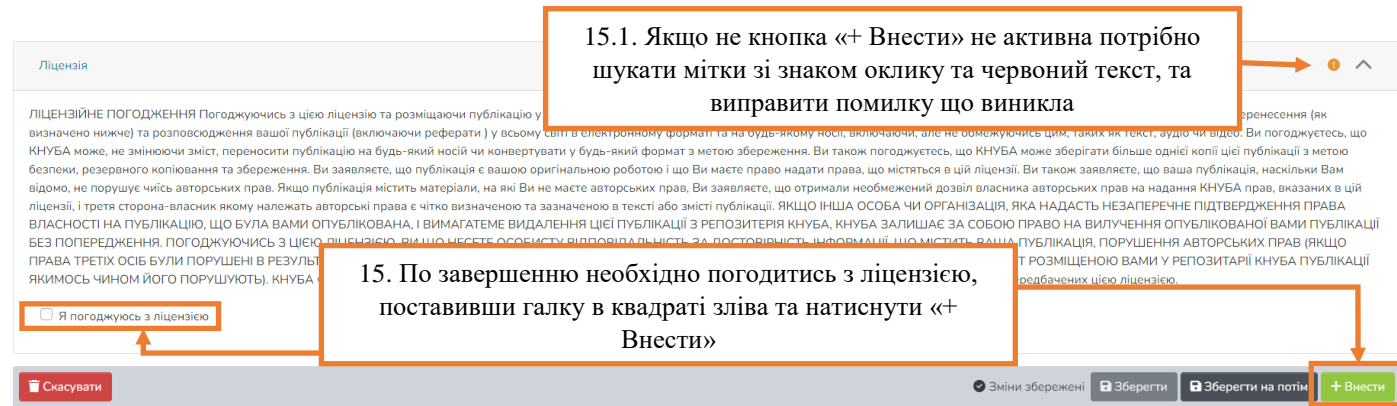 15.1. Якщо не кнопка «+ Внести» не активна потрібно
шукати мітки зі знаком оклику та червоний текст, та
виправити помилку що виникла
Ліцензія
ЛІЦЕНЗІЙНЕ ПОГОДЖЕННЯ Погоджуючись з цією ліцензію та розміщаючи публікацію у еренесення (як
визначено нижче) та розповсюдження вашої публікації (включаючи реферати ) у всьому світі в електронному форматі та на будь-якому носії, включаючи, але не обмежуючись цим, таких як текст, аудіо чи відео. Ви погоджуєтесь, що
КНУБА може, не змінюючи зміст, переносити публікацію на будь-який носій чи конвертувати у будь-який формат з метою збереження. Ви також погоджуєтесь, що КНУБА може зберігати більше однієї копії цієї публікації з метою
безпеки, резервного копіювання та збереження. Ви заявляєте, що публікація є вашою оригінальною роботою і що Ви маєте право надати права, що містяться в цій ліцензії. Ви також заявляєте, що ваша публікація, наскільки Вам
відомо, не порушує чиїсь авторських прав. Якщо публікація містить матеріали, на які Ви не маєте авторських прав, Ви заявляєте, що отримали необмежений дозвіл власника авторських прав на надання КНУБА прав, вказаних в цій
ліцензії, і третя сторона-власник якому належать авторські права є чітко визначеною та зазначеною в тексті або змісті публікації. ЯКЩО ІНША ОСОБА ЧИ ОРГАНІЗАЦІЯ, ЯКА НАДАСТЬ НЕЗАПЕРЕЧНЕ ПІДТВЕРДЖЕННЯ ПРАВА
ВЛАСНОСТІ НА ПУБЛІКАЦІЮ, ЩО БУЛА ВАМИ ОПУБЛІКОВАНА, І ВИМАГАТЕМЕ ВИДАЛЕННЯ ЦІЄЇ ПУБЛІКАЦІЇ З РЕПОЗИТЕРІЯ КНУБА, КНУБА ЗАЛИШАЄ ЗА СОБОЮ ПРАВО НА ВИЛУЧЕННЯ ОПУБЛІКОВАНОЇ ВАМИ ПУБЛІКАЦІЇ
БЕЗ ПОПЕРЕДЖЕННЯ. ПОГОДЖУЮЧИСЬ З ЦІЄЮ ЛІЦЕНЗІЄЮ, ВИ ЩО НЕСЕТЕ ОСОБИСТУ ВІДПОВІДАЛЬНІСТЬ ЗА ДОСТОВІРНІСТЬ ІНФОРМАЦІЇ, ЩО МІСТИТЬ ВАША ПУБЛІКАЦІЯ, ПОРУШЕННЯ АВТОРСЬКИХ ПРАВ (ЯКЩО
ПРАВА ТРЕТІХ ОСІБ БУЛИ ПОРУШЕНІ В РЕЗУЛЬТ Т РОЗМІЩЕНОЮ ВАМИ У РЕПОЗИТАРІЇ КНУБА ПУБЛІКАЦІЇ
ЯКИМОСЬ ЧИНОМ ЙОГО ПОРУШУЮТЬ). КНУБА редбачених цією ліцензією.
15. По завершенню необхідно погодитись з ліцензією,
поставивши галку в квадраті зліва та натиснути «+
Внести»
Я погоджуюсь з ліцензією
Скасувати Зміни збережені Зберегти Зберегти на потім + Внести